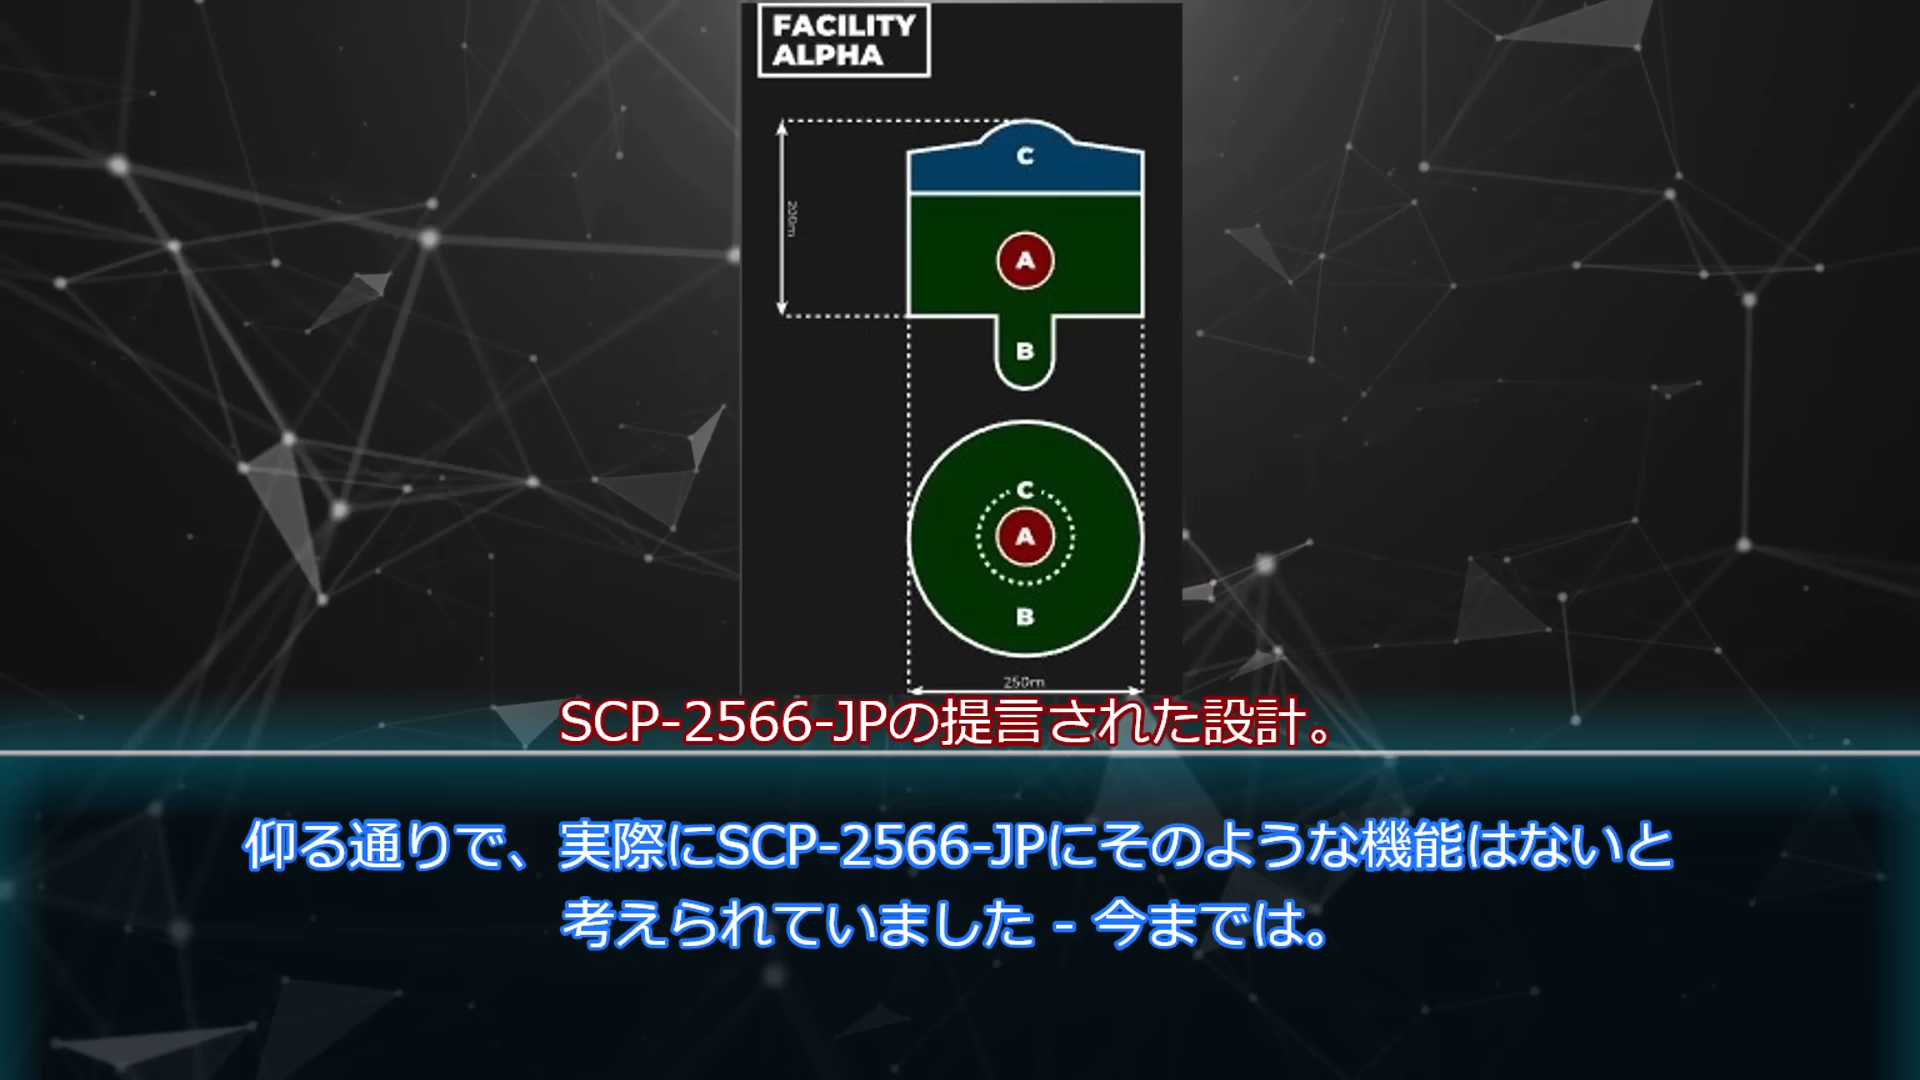 FACILITY
ALPHA
C
200m
A
B
C
A
B
250m
SCP-2566-JPの提言された設計。
仰る通りで、実際にSCP-2566-JPにそのような機能はないと
考えられていました - 今までは。